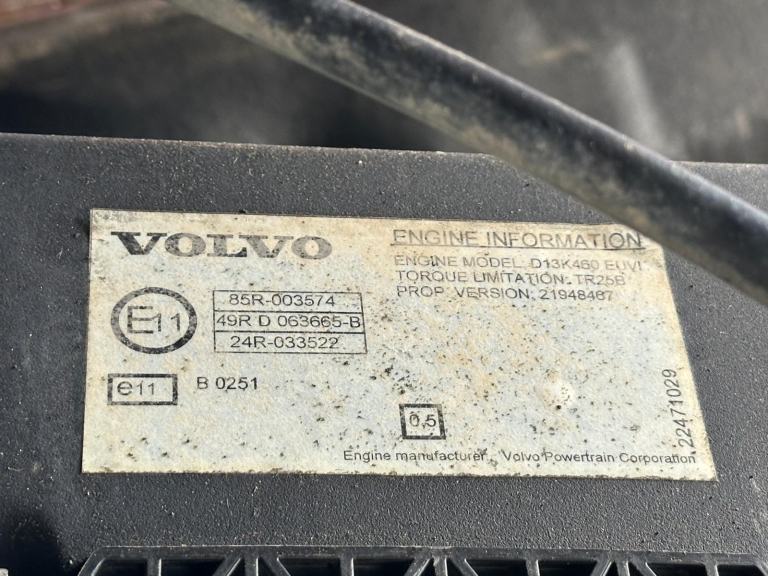 VOLVO
ENGINE INFORMATION
ENGINE MODEL: D13K460 EUVI
TORQUE LIMITATION: TR25B
PROP. VERSION: 21948467
E11
85R-003574
49R D 063665-B
24R-033522
e11
B 0251
0,5
22471029
Engine manufacturer: Volvo Powertrain Corporation